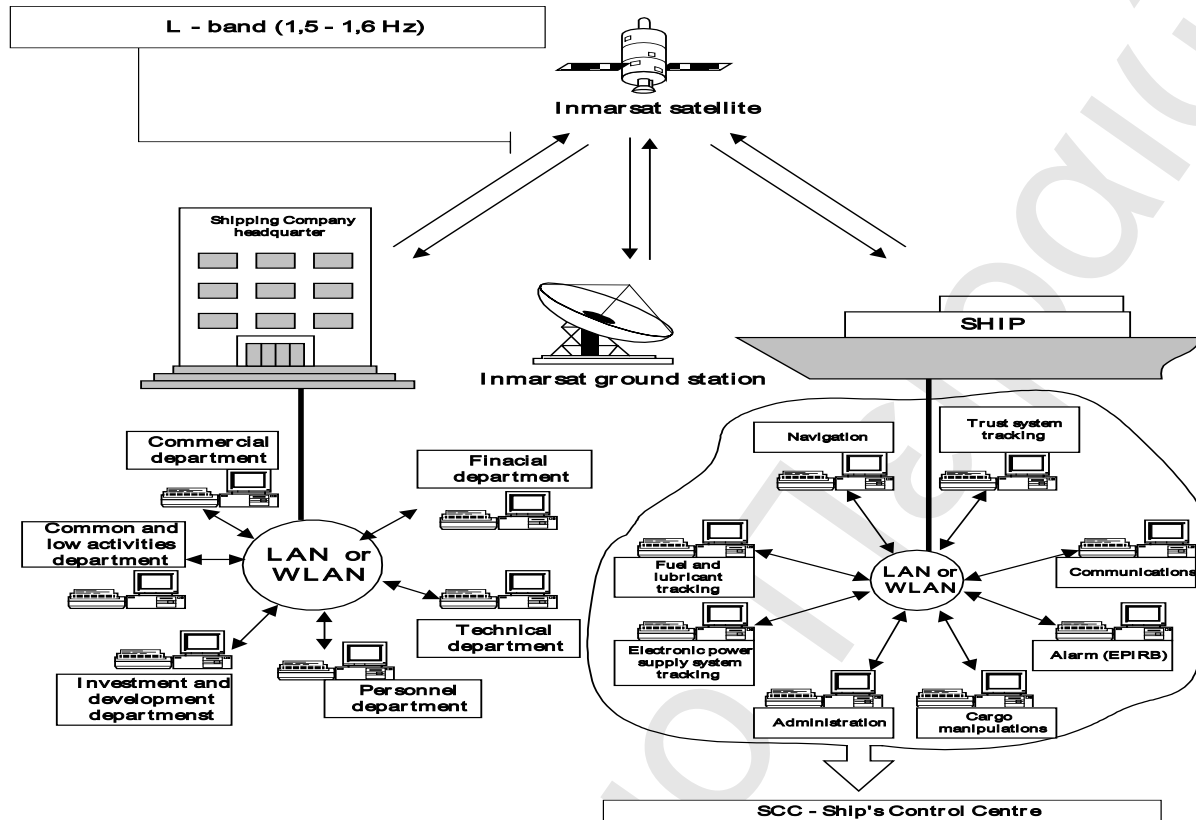 L - band (1,5 - 1,6 Hz)
Inmarsat satellite
Shipping Company
headquarter
SHIP
Inmarsat ground station
Commercial
department
Finacial
department
Common and
low activities
department
LAN or
WLAN
Technical
department
Investment and
development
departmenst
Personnel
department
Navigation
Trust system
tracking
Fuel and
lubricant
tracking
LAN or
WLAN
Communications
Electronic power
supply system
tracking
Alarm (EPIRB)
Administration
Cargo
manipulations
SCC - Ship's Control Centre